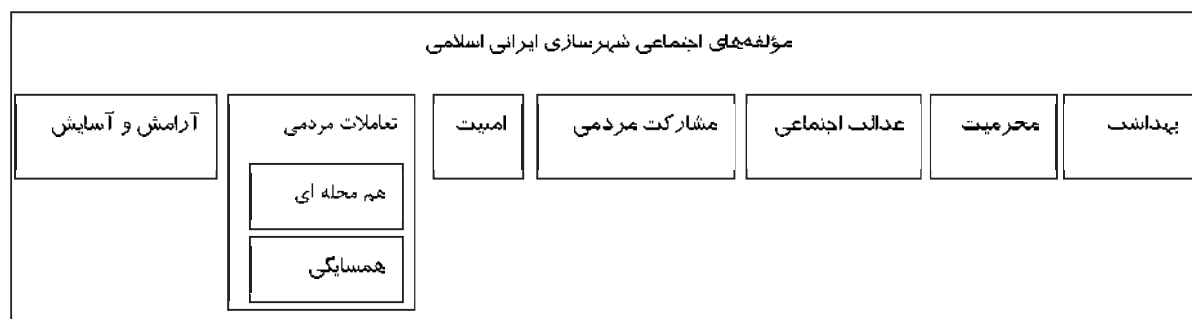 مؤلفه‌های اجتماعی شهرسازی ایرانی اسلامی
بهداشت
محرمیت
عدالت اجتماعی
مشارکت مردمی
امنیت
تعاملات مردمی
هم محله ای
همسایگی
آرامش و آسایش